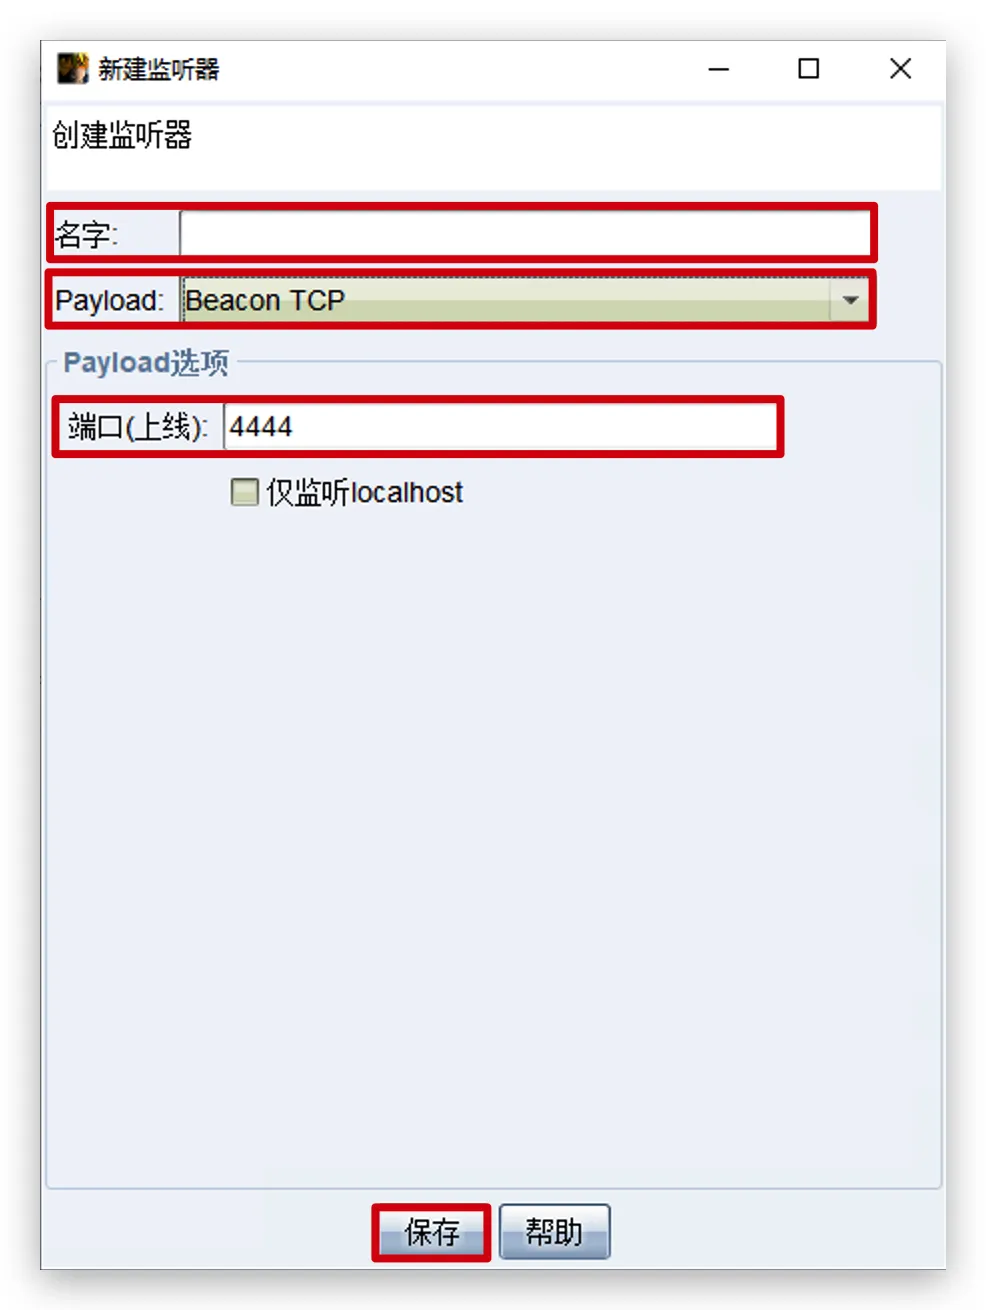 新建监听器
创建监听器
名字:
Payload: Beacon TCP
Payload选项
端口(上线): 4444
仅监听localhost
保存 帮助